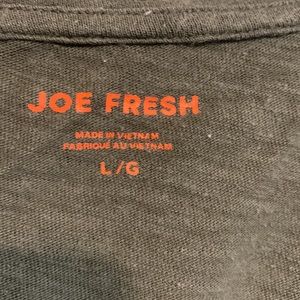 JOE FRESH
MADE IN VIETNAM
FABRIQUÉ AU VIETNAM
L/G